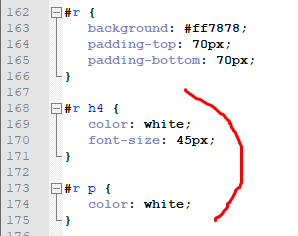 162 #r {
163 background: #ff7878;
164 padding-top: 70px;
165 padding-bottom: 70px;
166 }
167
168 #r h4 {
169 color: white;
170 font-size: 45px;
171 }
172
173 #r p {
174 color: white;
175 }